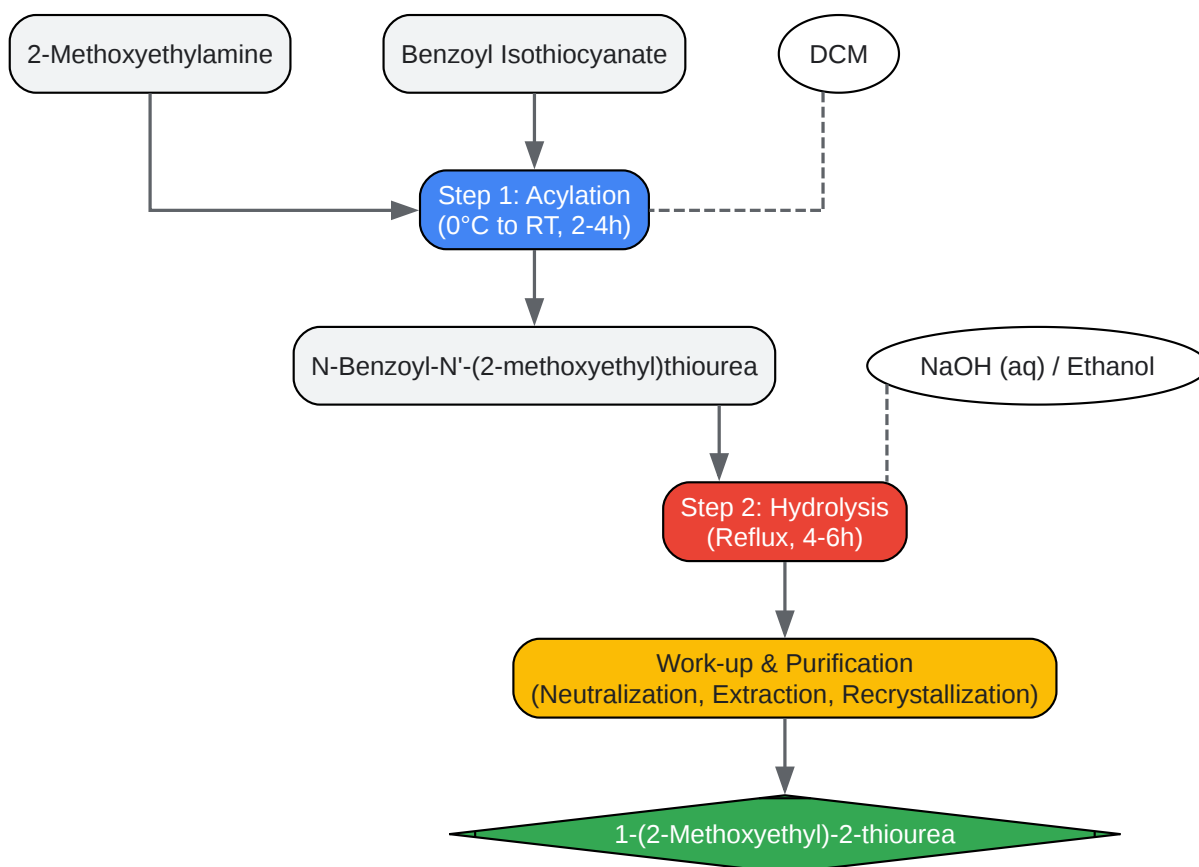 2-Methoxyethylamine
Benzoyl Isothiocyanate
DCM
Step 1: Acylation
(0°C to RT, 2-4h)
N-Benzoyl-N'-(2-methoxyethyl)thiourea
NaOH (aq) / Ethanol
Step 2: Hydrolysis
(Reflux, 4-6h)
Work-up & Purification
(Neutralization, Extraction, Recrystallization)
1-(2-Methoxyethyl)-2-thiourea